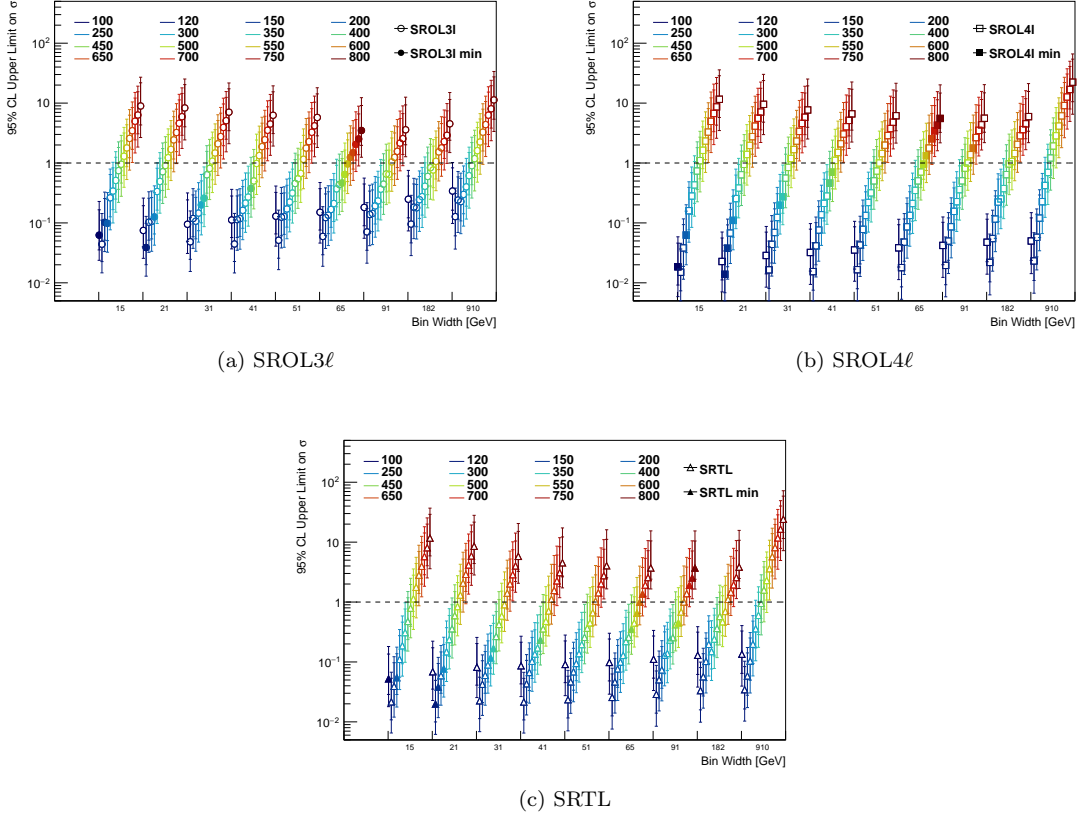 95% CL Upper Limit on σ
100 120 150 200 SROL3l
250 300 350 400 SROL3l min
450 500 550 600
650 700 750 800
10²
10
1
10⁻¹
10⁻²
15 21 31 41 51 65 91 182 910
Bin Width [GeV]
(a) SROL3ℓ
95% CL Upper Limit on σ
100 120 150 200 SROL4l
250 300 350 400 SROL4l min
450 500 550 600
650 700 750 800
10²
10
1
10⁻¹
10⁻²
15 21 31 41 51 65 91 182 910
Bin Width [GeV]
(b) SROL4ℓ
95% CL Upper Limit on σ
100 120 150 200 SRTL
250 300 350 400 SRTL min
450 500 550 600
650 700 750 800
10²
10
1
10⁻¹
10⁻²
15 21 31 41 51 65 91 182 910
Bin Width [GeV]
(c) SRTL